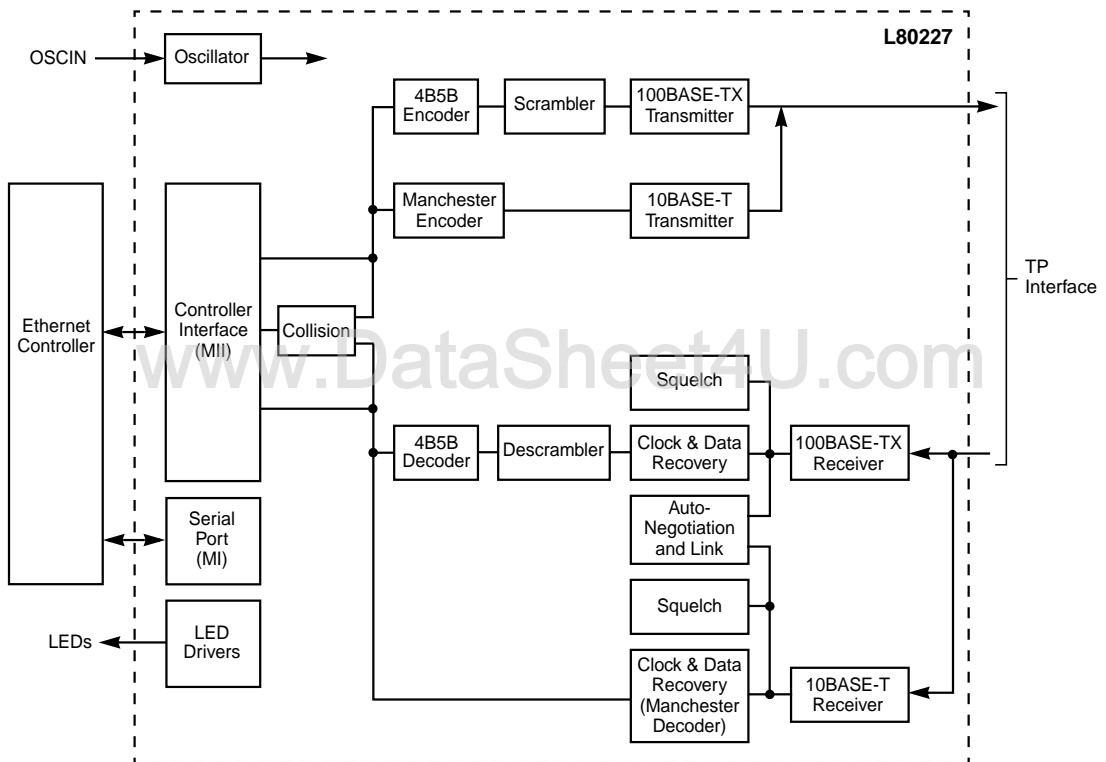 L80227
OSCIN
Oscillator
4B5B
Encoder
Scrambler
100BASE-TX
Transmitter
Manchester
Encoder
10BASE-T
Transmitter
TP
Interface
Ethernet
Controller
Controller
Interface
(MII)
Collision
www.DataSheet4U.com
Squelch
4B5B
Decoder
Descrambler
Clock & Data
Recovery
100BASE-TX
Receiver
Auto-
Negotiation
and Link
Serial
Port
(MI)
Squelch
LEDs
LED
Drivers
Clock & Data
Recovery
(Manchester
Decoder)
10BASE-T
Receiver